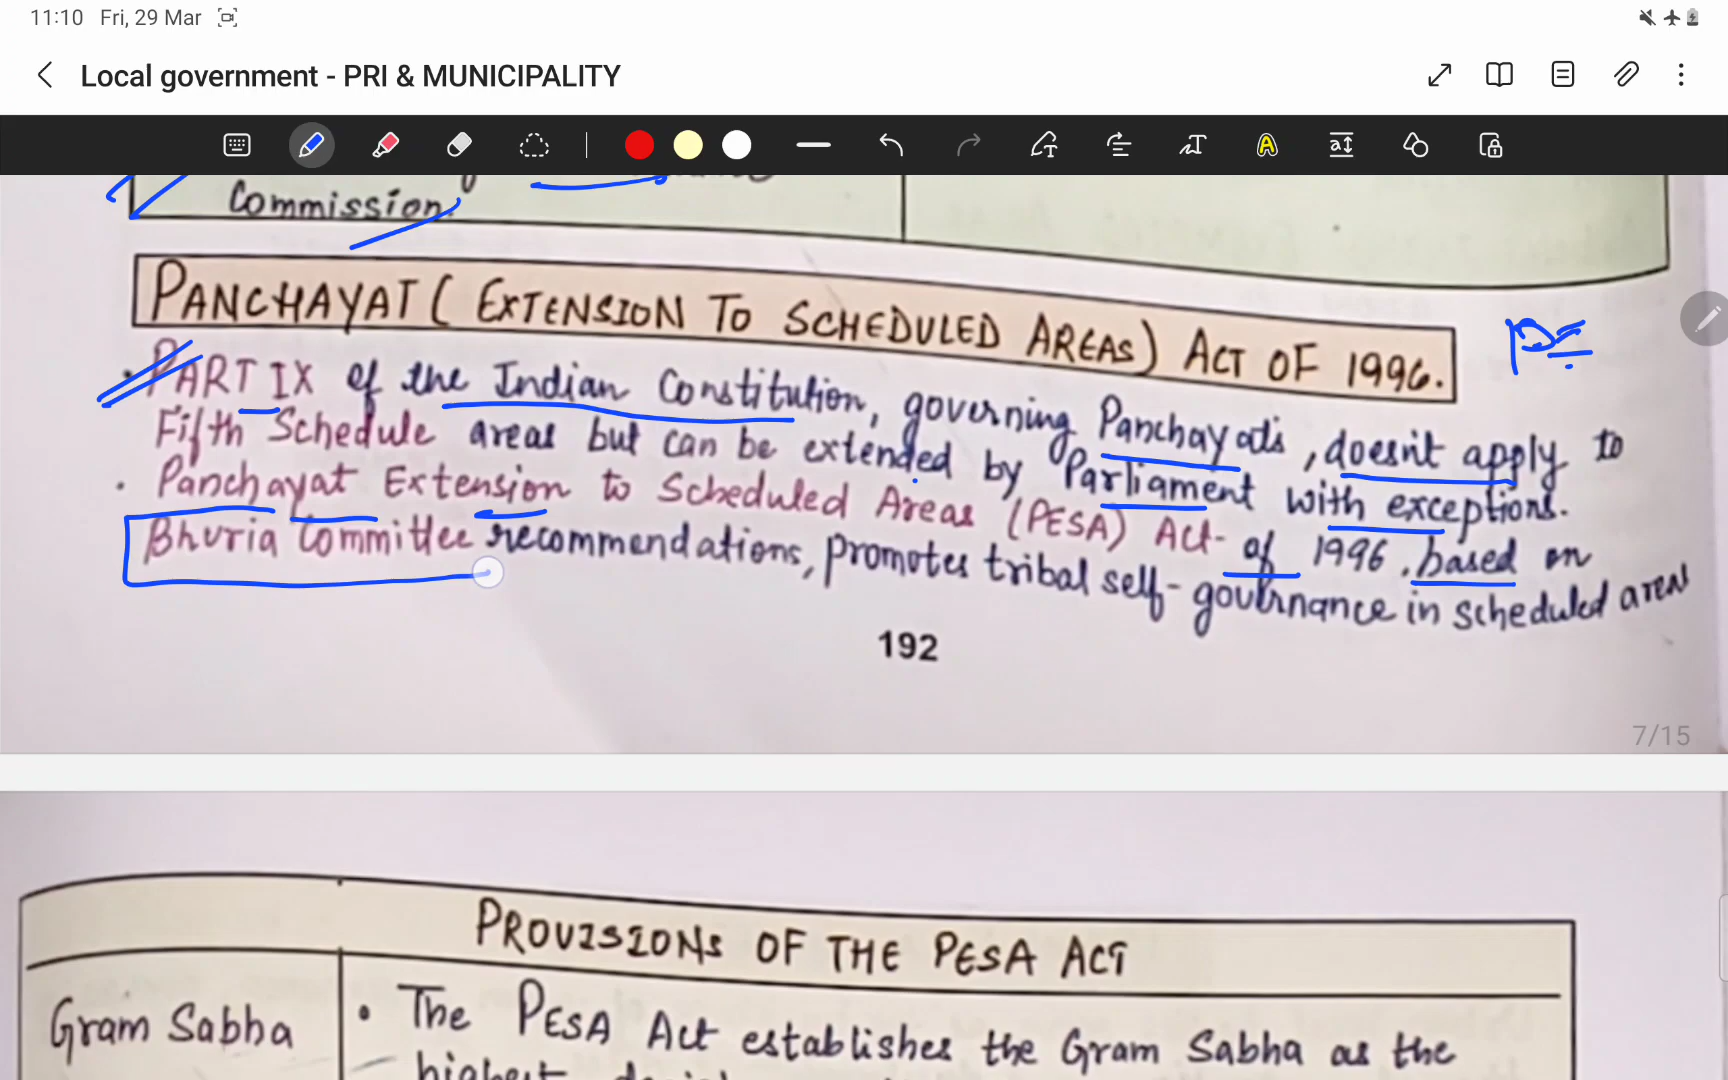 11:10 Fri, 29 Mar
Local government - PRI & MUNICIPALITY
Commission.
PANCHAYAT ( EXTENSION TO SCHEDULED AREAS) ACT OF 1996.
• PART IX of the Indian Constitution, governing Panchayats, doesn't apply to
Fifth Schedule areas but can be extended by Parliament with exceptions.
• Panchayat Extension to Scheduled Areas (PESA) Act of 1996, based on
Bhuria Committee recommendations, promotes tribal self-governance in scheduled areas
192
7/15
PROVISIONS OF THE PESA ACT
Gram Sabha
• The PESA Act establishes the Gram Sabha as the